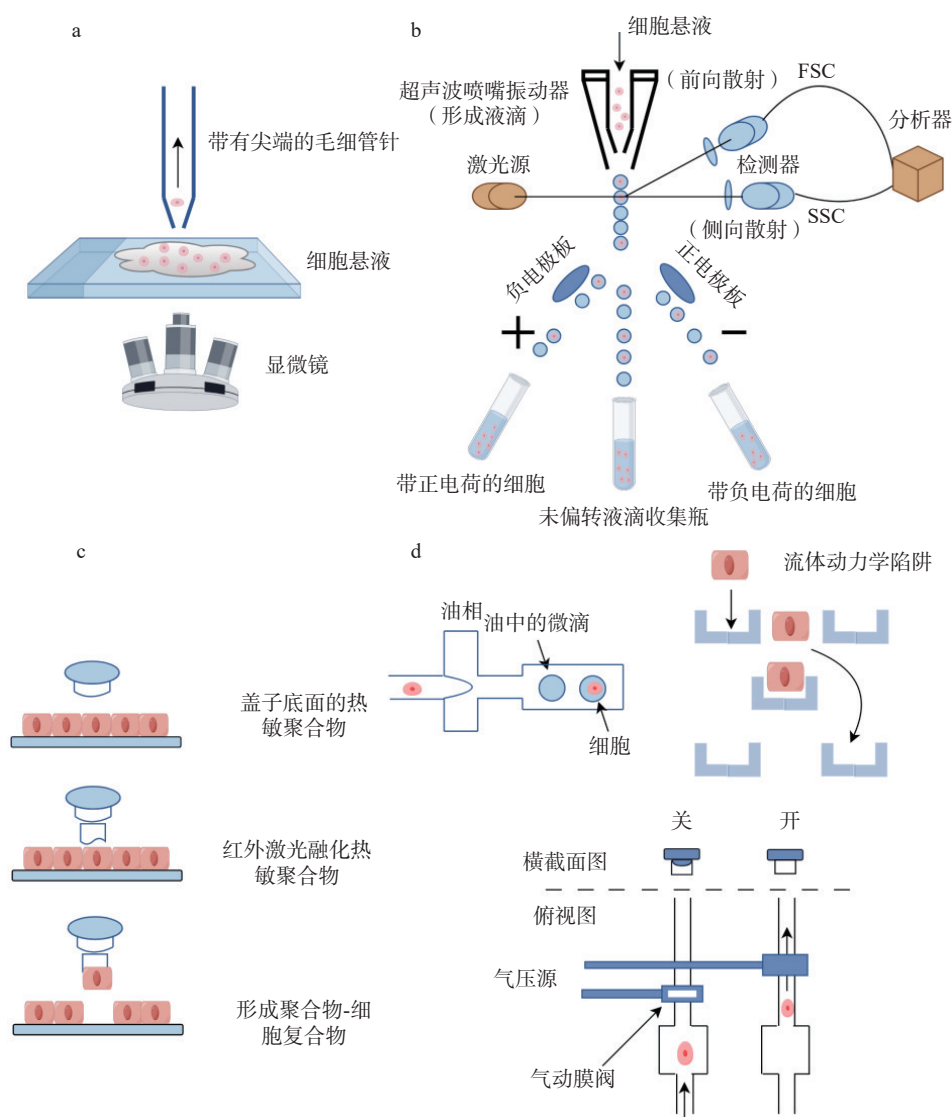 a
带有尖端的毛细管针
细胞悬液
显微镜
b
细胞悬液
超声波喷嘴振动器
（形成液滴）
（前向散射）
FSC
分析器
激光源
检测器
（侧向散射）
SSC
负电极板
正电极板
+
−
带正电荷的细胞
未偏转液滴收集瓶
带负电荷的细胞
c
盖子底面的热
敏聚合物
红外激光融化热
敏聚合物
形成聚合物-细
胞复合物
d
油相
油中的微滴
细胞
流体动力学陷阱
关
开
横截面图
俯视图
气压源
气动膜阀